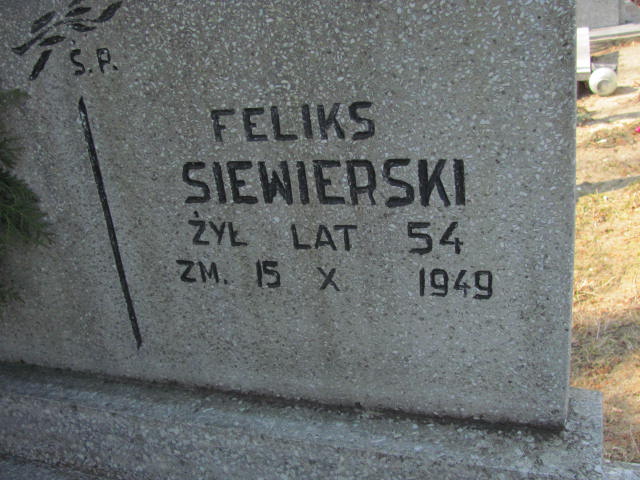 Ś.P.
FELIKS
SIEWIERSKI
ŻYŁ LAT 54
ZM. 15 X 1949